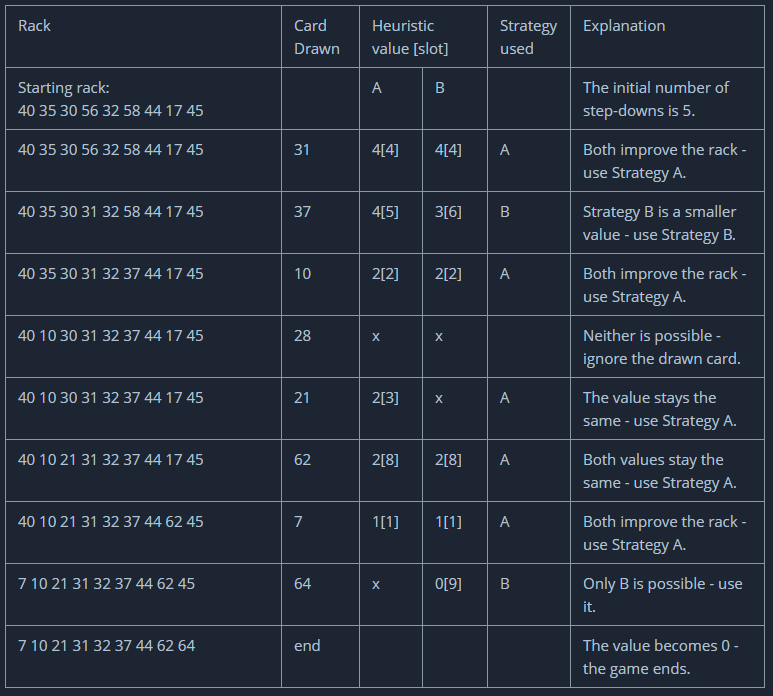 Rack Card Drawn Heuristic value [slot] Strategy used Explanation
Starting rack: 40 35 30 56 32 58 44 17 45 A B The initial number of step-downs is 5.
40 35 30 56 32 58 44 17 45 31 4[4] 4[4] A Both improve the rack - use Strategy A.
40 35 30 31 32 58 44 17 45 37 4[5] 3[6] B Strategy B is a smaller value - use Strategy B.
40 35 30 31 32 37 44 17 45 10 2[2] 2[2] A Both improve the rack - use Strategy A.
40 10 30 31 32 37 44 17 45 28 x x Neither is possible - ignore the drawn card.
40 10 30 31 32 37 44 17 45 21 2[3] x A The value stays the same - use Strategy A.
40 10 21 31 32 37 44 17 45 62 2[8] 2[8] A Both values stay the same - use Strategy A.
40 10 21 31 32 37 44 62 45 7 1[1] 1[1] A Both improve the rack - use Strategy A.
7 10 21 31 32 37 44 62 45 64 x 0[9] B Only B is possible - use it.
7 10 21 31 32 37 44 62 64 end The value becomes 0 - the game ends.